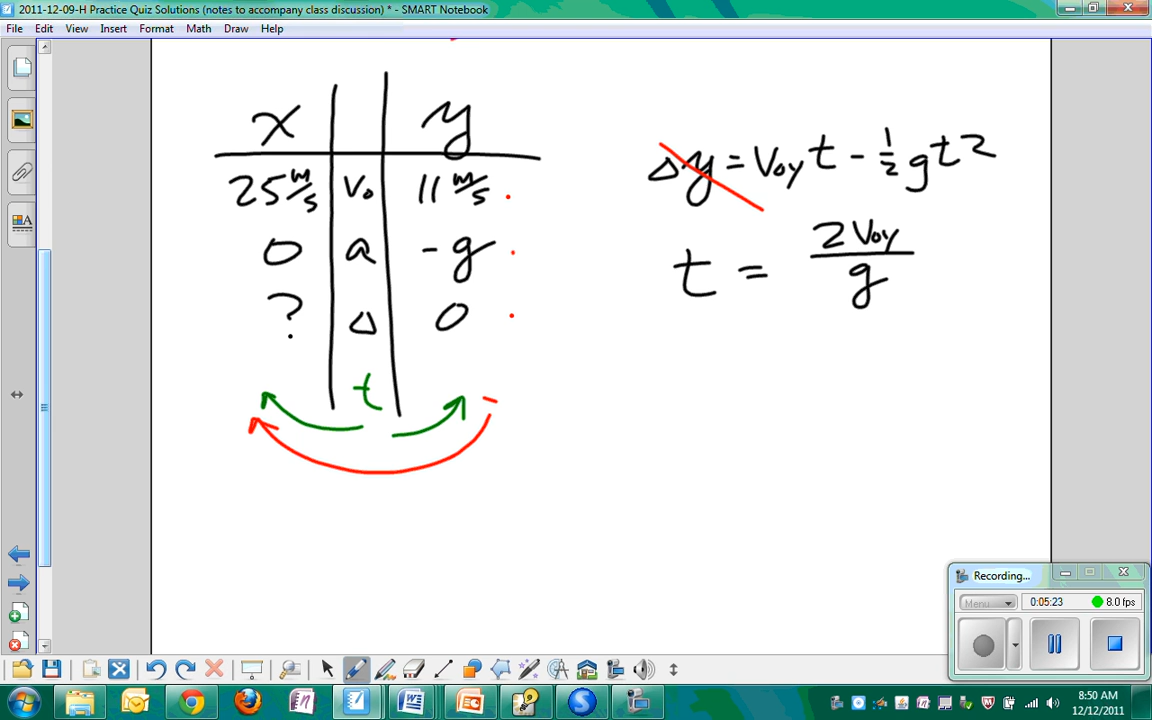 2011-12-09-H Practice Quiz Solutions (notes to accompany class discussion) * - SMART Notebook
File Edit View Insert Format Math Draw Help
x y
25 m/s v₀ 11 m/s
0 a -g
? Δ 0
t
Δy = V₀yt - ½gt²
t = 2V₀y/g
Recording...
Menu 0:05:23 8.0 fps
8:50 AM
12/12/2011